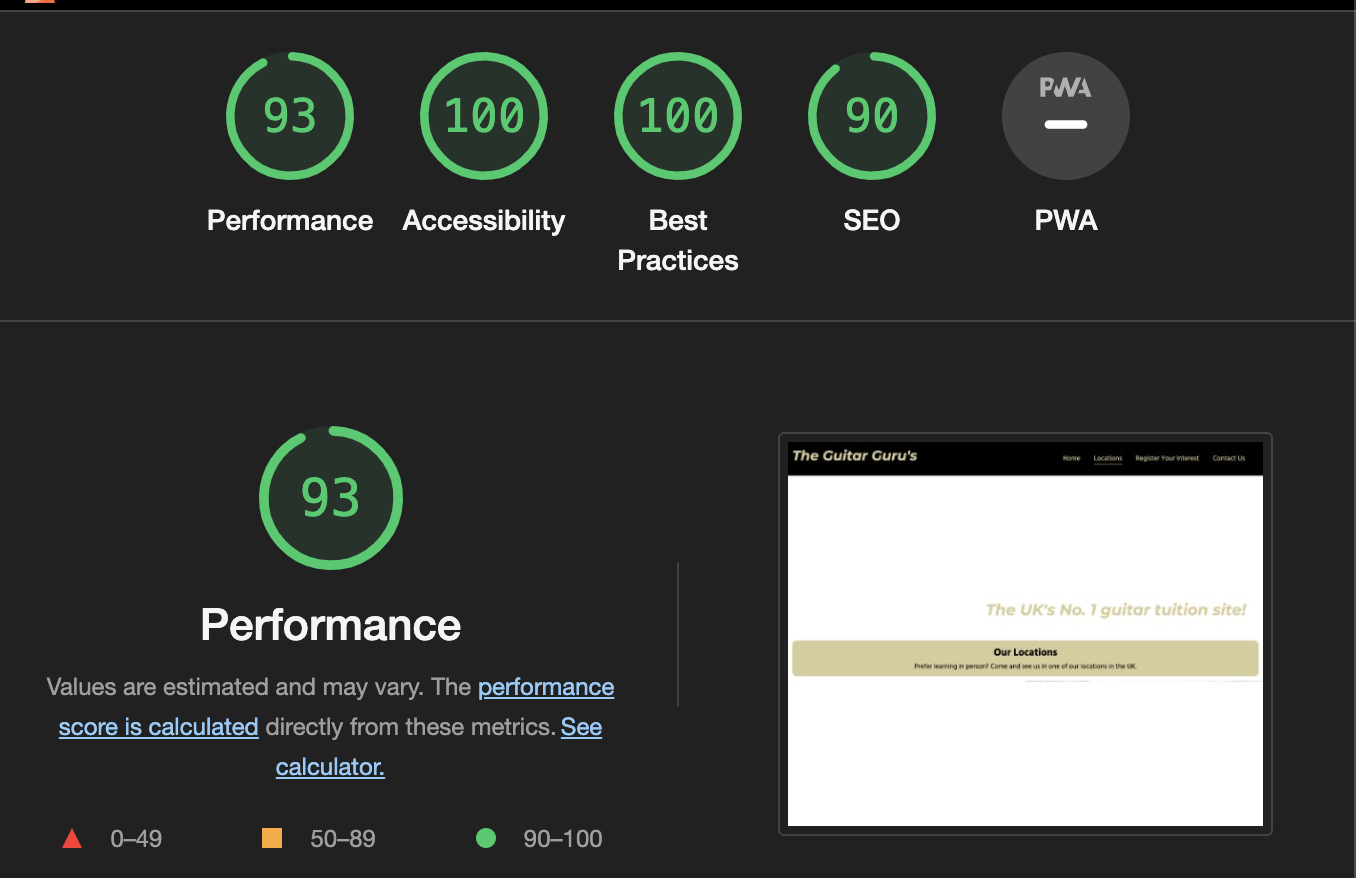 93
100
100
90
PWA
Performance
Accessibility
Best
Practices
SEO
PWA
93
Performance
Values are estimated and may vary. The performance
score is calculated directly from these metrics. See
calculator.
0–49
50–89
90–100
The Guitar Guru's
Home
Locations
Register Your Interest
Contact Us
The UK's No. 1 guitar tuition site!
Our Locations
Prefer learning in person? Come and see us in one of our locations in the UK.